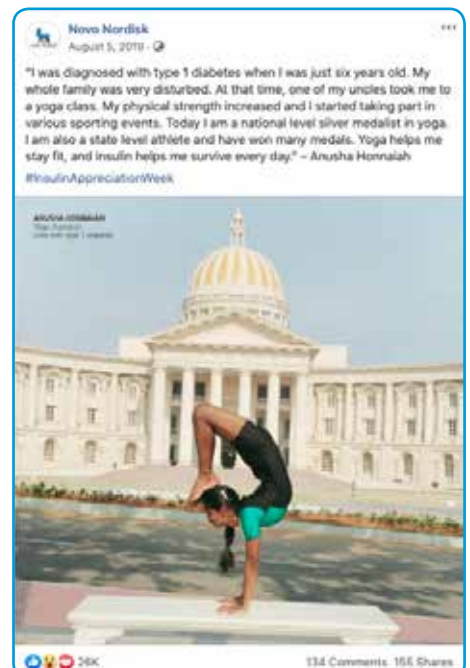 Novo Nordisk
August 5, 2019
"I was diagnosed with type 1 diabetes when I was just six years old. My
whole family was very disturbed. At that time, one of my uncles took me to
a yoga class. My physical strength increased and I started taking part in
various sporting events. Today I am a national level silver medalist in yoga.
I am also a state level athlete and have won many medals. Yoga helps me
stay fit, and insulin helps me survive every day." – Anusha Honnaiah
#InsulinAppreciationWeek
ANUSHA HONNAIAH
26K
134 Comments 155 Shares